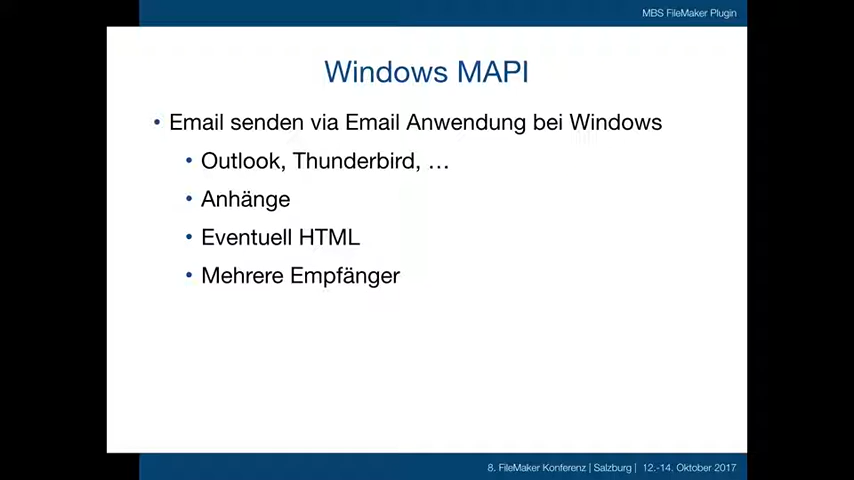 MBS FileMaker Plugin
Windows MAPI
• Email senden via Email Anwendung bei Windows
• Outlook, Thunderbird, …
• Anhänge
• Eventuell HTML
• Mehrere Empfänger
8. FileMaker Konferenz | Salzburg | 12.-14. Oktober 2017